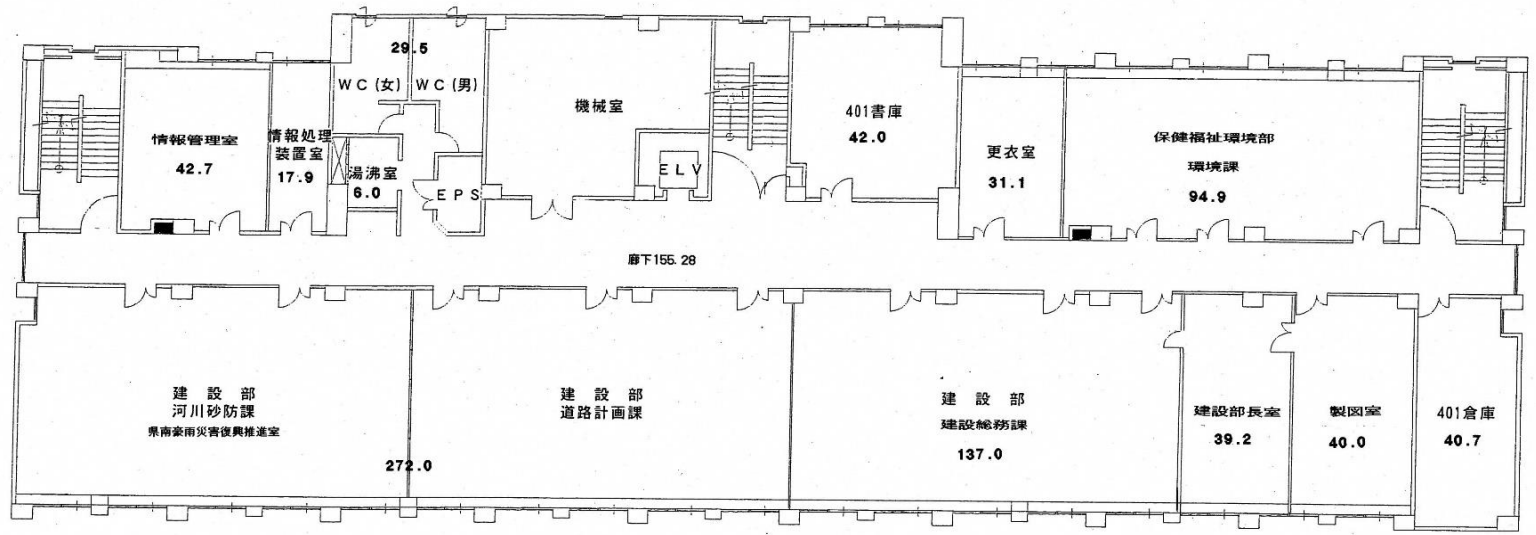 29.5
WC(女)
WC(男)
機械室
401書庫
42.0
情報管理室
42.7
情報処理
装置室
17.9
湯沸室
6.0
EPS
ELV
更衣室
31.1
保健福祉環境部
環境課
94.9
廊下155.28
建設部
河川砂防課
県南豪雨災害復興推進室
272.0
建設部
道路計画課
建設部
建設総務課
137.0
建設部長室
39.2
製図室
40.0
401倉庫
40.7